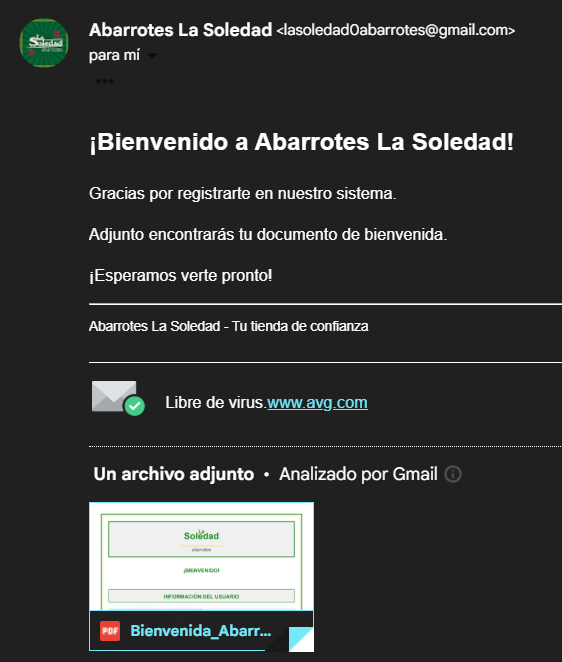 Abarrotes La Soledad <lasoledad0abarrotes@gmail.com>
para mí
¡Bienvenido a Abarrotes La Soledad!
Gracias por registrarte en nuestro sistema.
Adjunto encontrarás tu documento de bienvenida.
¡Esperamos verte pronto!
Abarrotes La Soledad - Tu tienda de confianza
Libre de virus.www.avg.com
Un archivo adjunto • Analizado por Gmail
La
Soledad
abarrotes
¡BIENVENIDO!
INFORMACIÓN DEL USUARIO
PDF Bienvenida_Abarr...